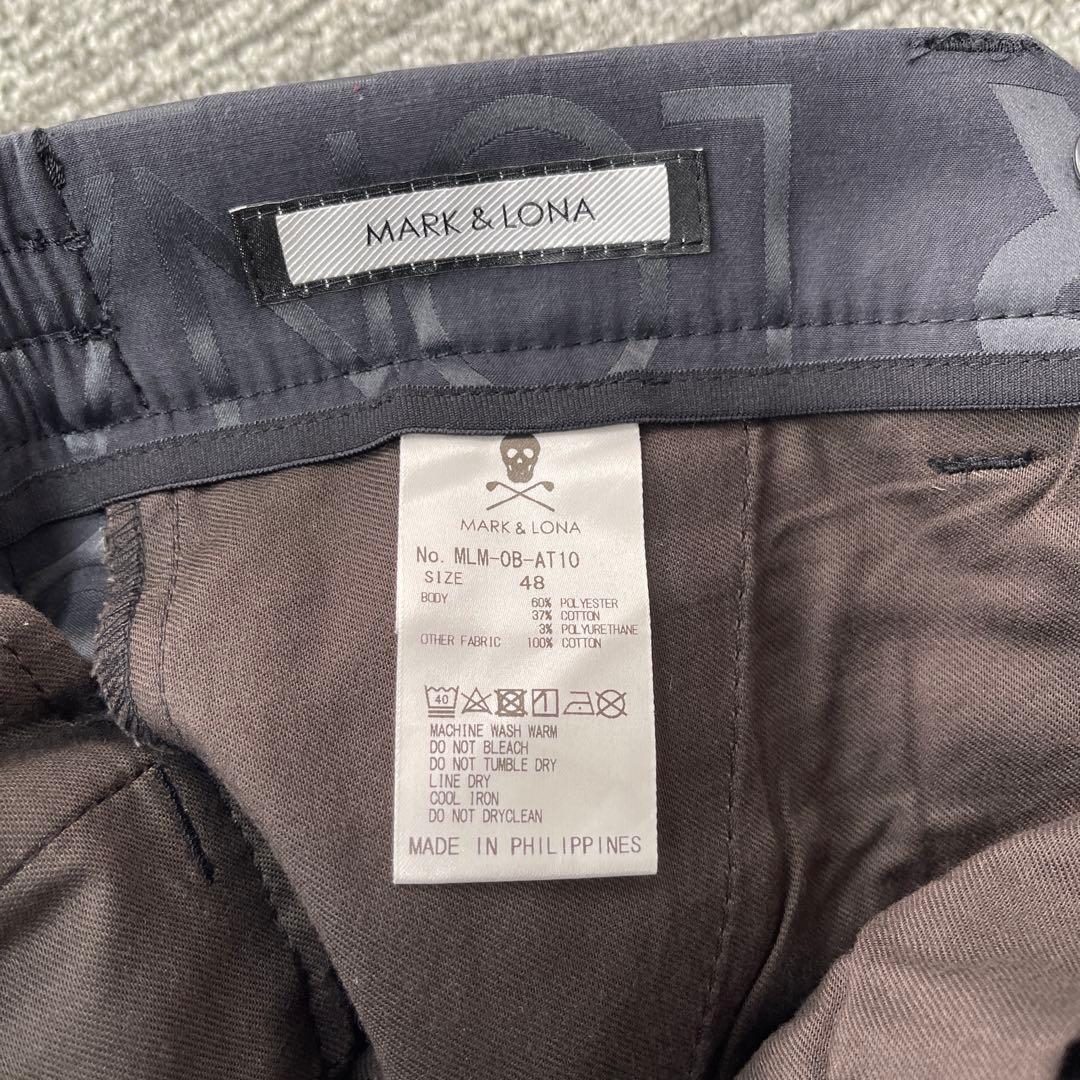 MARK & LONA
MARK & LONA
No. MLM-OB-AT10
SIZE 48
BODY 60% POLYESTER
37% COTTON
3% POLYURETHANE
OTHER FABRIC 100% COTTON
40
MACHINE WASH WARM
DO NOT BLEACH
DO NOT TUMBLE DRY
LINE DRY
COOL IRON
DO NOT DRYCLEAN
MADE IN PHILIPPINES